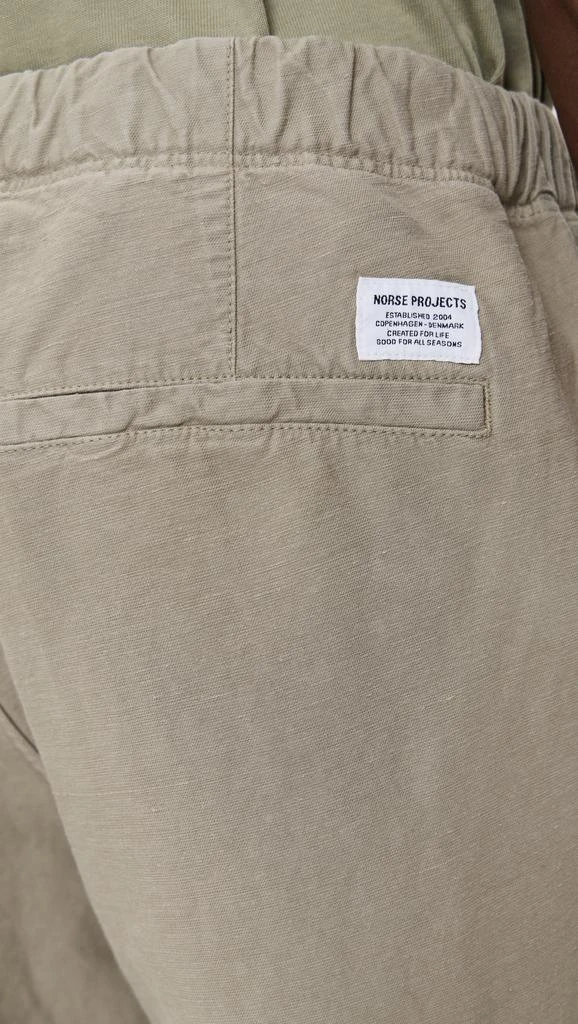 NORSE PROJECTS
ESTABLISHED 2004
COPENHAGEN - DENMARK
CREATED FOR LIFE
GOOD FOR ALL SEASONS